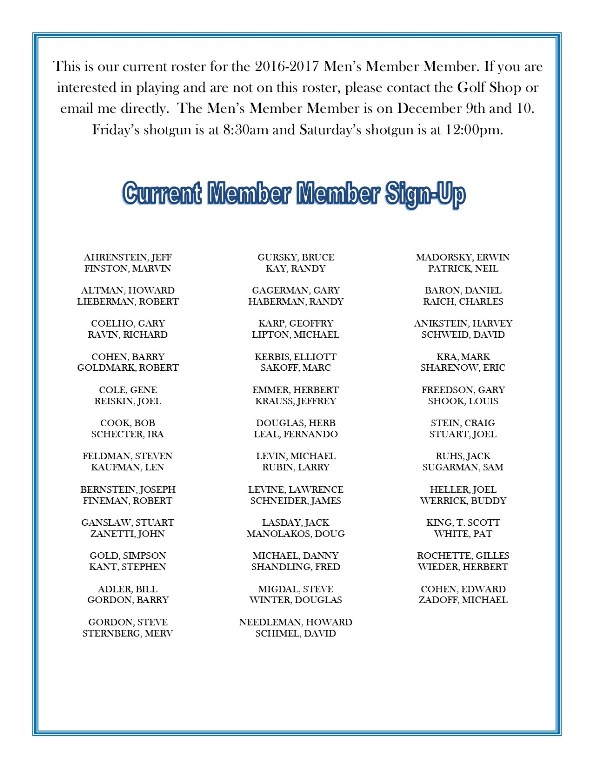 This is our current roster for the 2016-2017 Men's Member Member. If you are
interested in playing and are not on this roster, please contact the Golf Shop or
email me directly.  The Men's Member Member is on December 9th and 10.
Friday's shotgun is at 8:30am and Saturday's shotgun is at 12:00pm.
Current Member Member Sign-Up
AHRENSTEIN, JEFF
FINSTON, MARVIN
ALTMAN, HOWARD
LIEBERMAN, ROBERT
COELHO, GARY
RAVIN, RICHARD
COHEN, BARRY
GOLDMARK, ROBERT
COLE, GENE
REISKIN, JOEL
COOK, BOB
SCHECTER, IRA
FELDMAN, STEVEN
KAUFMAN, LEN
BERNSTEIN, JOSEPH
FINEMAN, ROBERT
GANSLAW, STUART
ZANETTI, JOHN
GOLD, SIMPSON
KANT, STEPHEN
ADLER, BILL
GORDON, BARRY
GORDON, STEVE
STERNBERG, MERV
GURSKY, BRUCE
KAY, RANDY
GAGERMAN, GARY
HABERMAN, RANDY
KARP, GEOFFRY
LIPTON, MICHAEL
KERBIS, ELLIOTT
SAKOFF, MARC
EMMER, HERBERT
KRAUSS, JEFFREY
DOUGLAS, HERB
LEAL, FERNANDO
LEVIN, MICHAEL
RUBIN, LARRY
LEVINE, LAWRENCE
SCHNEIDER, JAMES
LASDAY, JACK
MANOLAKOS, DOUG
MICHAEL, DANNY
SHANDLING, FRED
MIGDAL, STEVE
WINTER, DOUGLAS
NEEDLEMAN, HOWARD
SCHIMEL, DAVID
MADORSKY, ERWIN
PATRICK, NEIL
BARON, DANIEL
RAICH, CHARLES
ANIKSTEIN, HARVEY
SCHWEID, DAVID
KRA, MARK
SHARENOW, ERIC
FREEDSON, GARY
SHOOK, LOUIS
STEIN, CRAIG
STUART, JOEL
RUHS, JACK
SUGARMAN, SAM
HELLER, JOEL
WERRICK, BUDDY
KING, T. SCOTT
WHITE, PAT
ROCHETTE, GILLES
WIEDER, HERBERT
COHEN, EDWARD
ZADOFF, MICHAEL